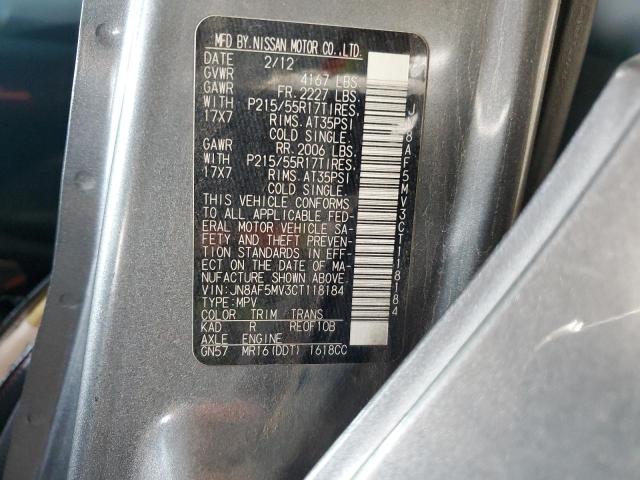 MFD BY NISSAN MOTOR CO., LTD.
DATE 2/12
GVWR 4167 LBS
GAWR FR. 2227 LBS.
WITH P215/55R17TIRES,
17X7 RIMS. AT35PSI
COLD SINGLE.
GAWR RR. 2006 LBS.
WITH P215/55R17TIRES,
17X7 RIMS. AT35PSI
COLD SINGLE.
THIS VEHICLE CONFORMS
TO ALL APPLICABLE FED-
ERAL MOTOR VEHICLE SA-
FETY AND THEFT PREVEN-
TION STANDARDS IN EFF-
ECT ON THE DATE OF MA-
NUFACTURE SHOWN ABOVE.
VIN:JN8AF5MV3CT118184
TYPE:MPV
COLOR TRIM TRANS
KAD R RE0F10B
AXLE ENGINE
GN57 MR16(DDT) 1618CC